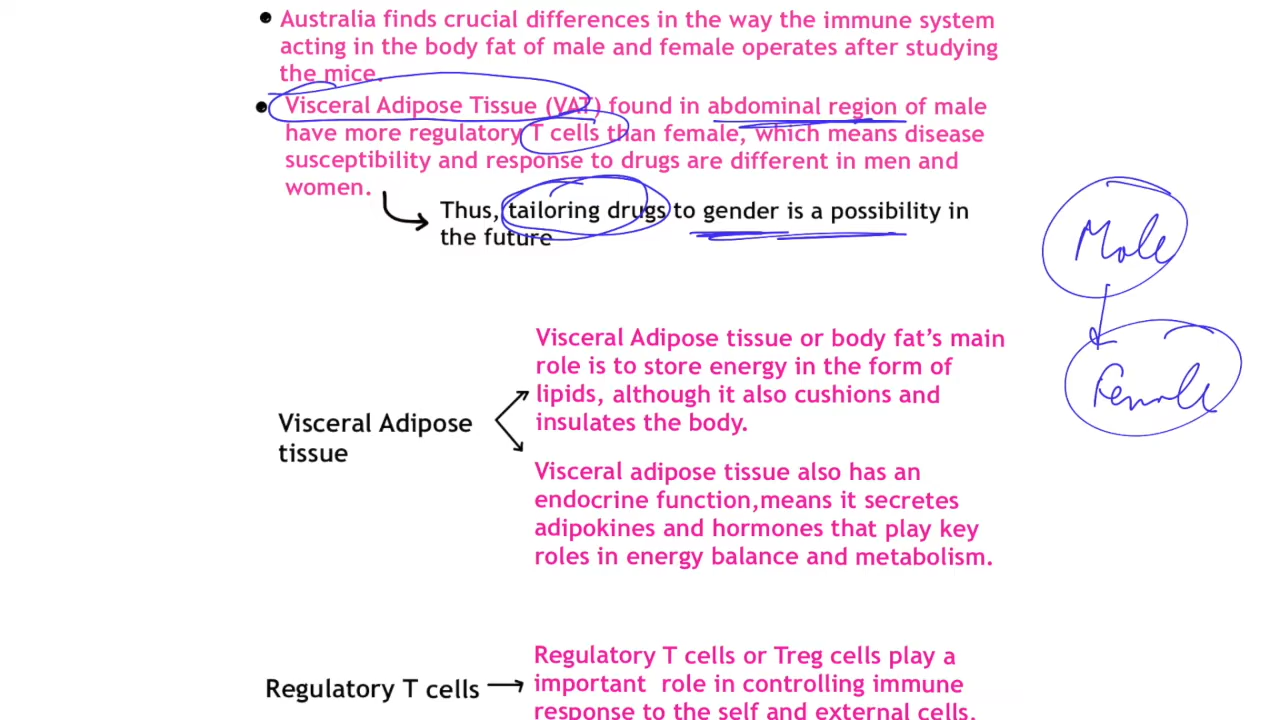 Australia finds crucial differences in the way the immune system
acting in the body fat of male and female operates after studying
the mice.
Visceral Adipose Tissue (VAT) found in abdominal region of male
have more regulatory T cells than female, which means disease
susceptibility and response to drugs are different in men and
women.
Thus, tailoring drugs to gender is a possibility in
the future
Male
Female
Visceral Adipose tissue or body fat’s main
role is to store energy in the form of
lipids, although it also cushions and
insulates the body.
Visceral Adipose
tissue
Visceral adipose tissue also has an
endocrine function,means it secretes
adipokines and hormones that play key
roles in energy balance and metabolism.
Regulatory T cells or Treg cells play a
important role in controlling immune
response to the self and external cells.
Regulatory T cells